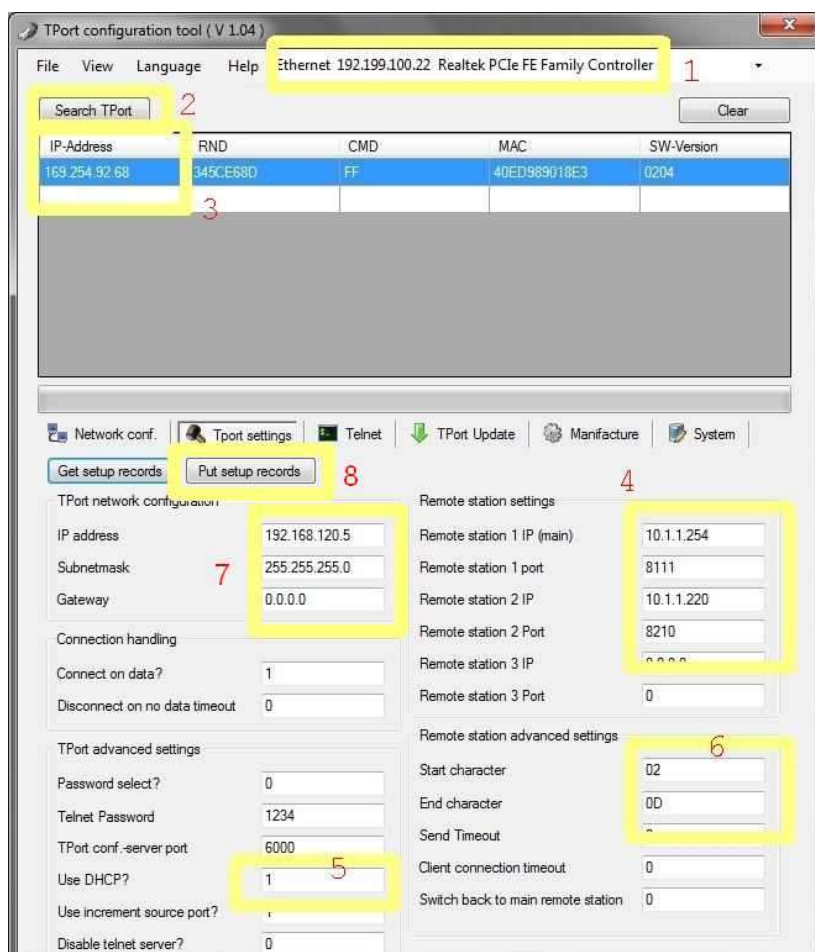 TPort configuration tool ( V 1.04 )
File View Language Help Ethernet 192.199.100.22 Realtek PCIe FE Family Controller 1
Search TPort 2 Clear
IP-Address RND CMD MAC SW-Version
169.254.92.68 345CE68D FF 40ED989018E3 0204
3
Network conf. Tport settings Telnet TPort Update Manifacture System
Get setup records Put setup records 8
TPort network configuration
IP address 192.168.120.5
Subnetmask 255.255.255.0
7
Gateway 0.0.0.0
Connection handling
Connect on data? 1
Disconnect on no data timeout 0
TPort advanced settings
Password select? 0
Telnet Password 1234
TPort conf.-server port 6000
5
Use DHCP? 1
Use increment source port?
Disable telnet server? 0
4
Remote station settings
Remote station 1 IP (main) 10.1.1.254
Remote station 1 port 8111
Remote station 2 IP 10.1.1.220
Remote station 2 Port 8210
Remote station 3 IP
Remote station 3 Port 0
Remote station advanced settings
6
Start character 02
End character 0D
Send Timeout
Client connection timeout 0
Switch back to main remote station 0